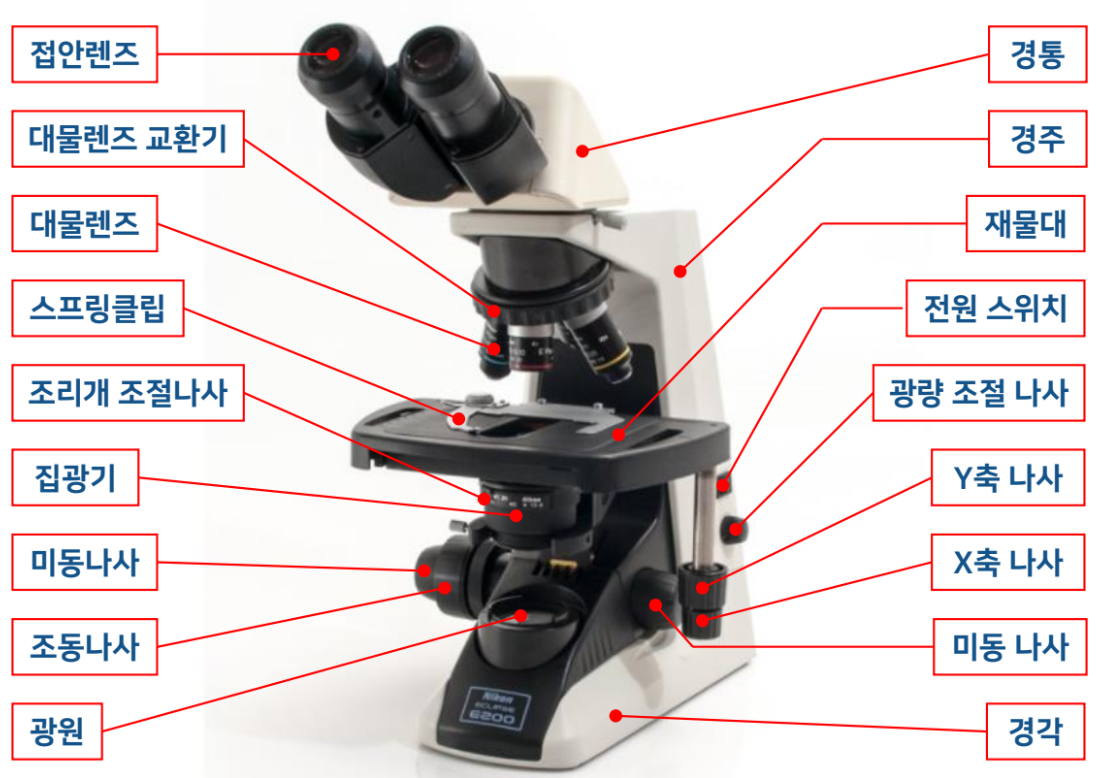 접안렌즈
대물렌즈 교환기
대물렌즈
스프링클립
조리개 조절나사
집광기
미동나사
조동나사
광원
경통
경주
재물대
전원 스위치
광량 조절 나사
Y축 나사
X축 나사
미동 나사
경각
Nikon
ECLIPSE
E200